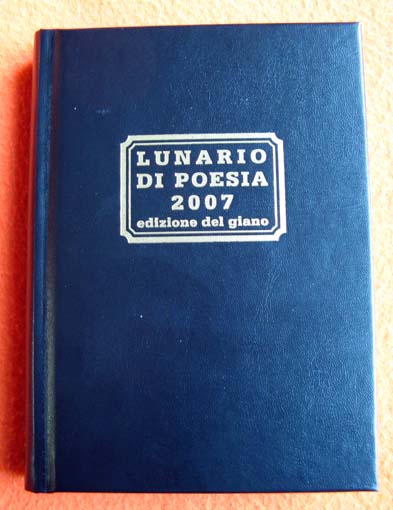 LUNARIO
DI POESIA
2007
edizione del giano